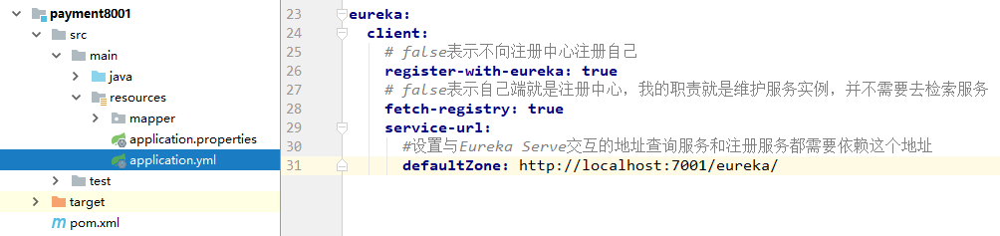 payment8001
src
main
java
resources
mapper
application.properties
application.yml
test
target
pom.xml
23 eureka:
24 client:
25 # false表示不向注册中心注册自己
26 register-with-eureka: true
27 # false表示自己端就是注册中心，我的职责就是维护服务实例，并不需要去检索服务
28 fetch-registry: true
29 service-url:
30 #设置与Eureka Serve交互的地址查询服务和注册服务都需要依赖这个地址
31 defaultZone: http://localhost:7001/eureka/